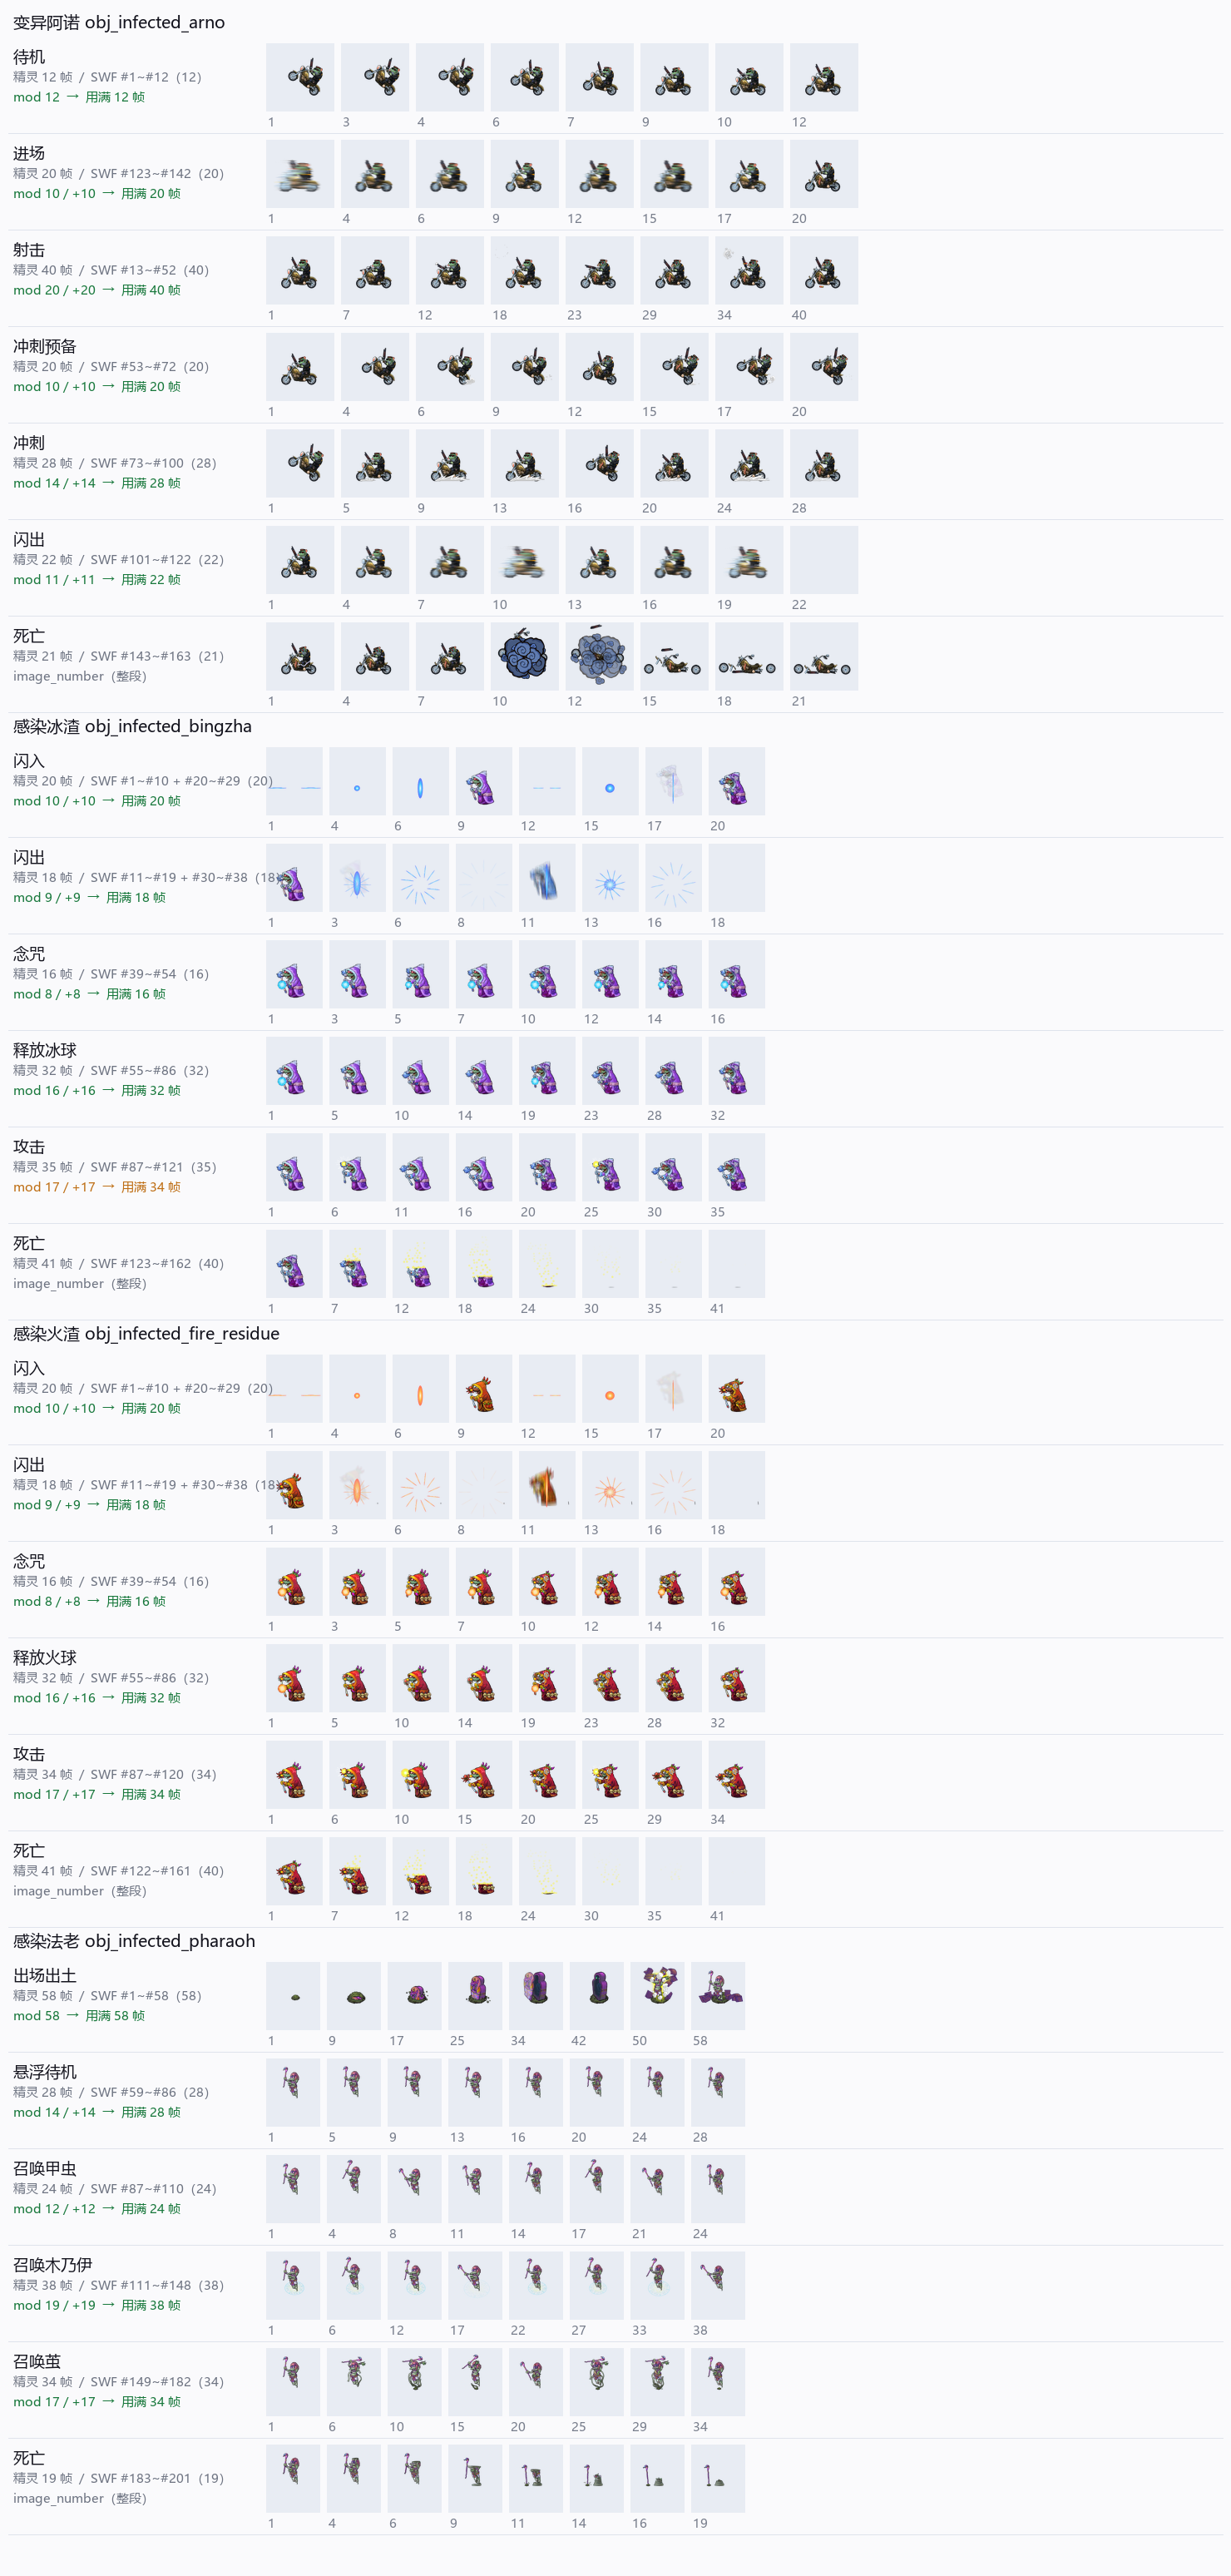 变异阿诺 obj_infected_arno
待机
精灵 12 帧 / SWF #1~#12 (12)
mod 12 → 用满 12 帧
1 3 4 6 7 9 10 12
进场
精灵 20 帧 / SWF #123~#142 (20)
mod 10 / +10 → 用满 20 帧
1 4 6 9 12 15 17 20
射击
精灵 40 帧 / SWF #13~#52 (40)
mod 20 / +20 → 用满 40 帧
1 7 12 18 23 29 34 40
冲刺预备
精灵 20 帧 / SWF #53~#72 (20)
mod 10 / +10 → 用满 20 帧
1 4 6 9 12 15 17 20
冲刺
精灵 28 帧 / SWF #73~#100 (28)
mod 14 / +14 → 用满 28 帧
1 5 9 13 16 20 24 28
闪出
精灵 22 帧 / SWF #101~#122 (22)
mod 11 / +11 → 用满 22 帧
1 4 7 10 13 16 19 22
死亡
精灵 21 帧 / SWF #143~#163 (21)
image_number (整段)
1 4 7 10 12 15 18 21
感染冰渣 obj_infected_bingzha
闪入
精灵 20 帧 / SWF #1~#10 + #20~#29 (20)
mod 10 / +10 → 用满 20 帧
1 4 6 9 12 15 17 20
闪出
精灵 18 帧 / SWF #11~#19 + #30~#38 (18)
mod 9 / +9 → 用满 18 帧
1 3 6 8 11 13 16 18
念咒
精灵 16 帧 / SWF #39~#54 (16)
mod 8 / +8 → 用满 16 帧
1 3 5 7 10 12 14 16
释放冰球
精灵 32 帧 / SWF #55~#86 (32)
mod 16 / +16 → 用满 32 帧
1 5 10 14 19 23 28 32
攻击
精灵 35 帧 / SWF #87~#121 (35)
mod 17 / +17 → 用满 34 帧
1 6 11 16 20 25 30 35
死亡
精灵 41 帧 / SWF #123~#162 (40)
image_number (整段)
1 7 12 18 24 30 35 41
感染火渣 obj_infected_fire_residue
闪入
精灵 20 帧 / SWF #1~#10 + #20~#29 (20)
mod 10 / +10 → 用满 20 帧
1 4 6 9 12 15 17 20
闪出
精灵 18 帧 / SWF #11~#19 + #30~#38 (18)
mod 9 / +9 → 用满 18 帧
1 3 6 8 11 13 16 18
念咒
精灵 16 帧 / SWF #39~#54 (16)
mod 8 / +8 → 用满 16 帧
1 3 5 7 10 12 14 16
释放火球
精灵 32 帧 / SWF #55~#86 (32)
mod 16 / +16 → 用满 32 帧
1 5 10 14 19 23 28 32
攻击
精灵 34 帧 / SWF #87~#120 (34)
mod 17 / +17 → 用满 34 帧
1 6 10 15 20 25 29 34
死亡
精灵 41 帧 / SWF #122~#161 (40)
image_number (整段)
1 7 12 18 24 30 35 41
感染法老 obj_infected_pharaoh
出场出土
精灵 58 帧 / SWF #1~#58 (58)
mod 58 → 用满 58 帧
1 9 17 25 34 42 50 58
悬浮待机
精灵 28 帧 / SWF #59~#86 (28)
mod 14 / +14 → 用满 28 帧
1 5 9 13 16 20 24 28
召唤甲虫
精灵 24 帧 / SWF #87~#110 (24)
mod 12 / +12 → 用满 24 帧
1 4 8 11 14 17 21 24
召唤木乃伊
精灵 38 帧 / SWF #111~#148 (38)
mod 19 / +19 → 用满 38 帧
1 6 12 17 22 27 33 38
召唤茧
精灵 34 帧 / SWF #149~#182 (34)
mod 17 / +17 → 用满 34 帧
1 6 10 15 20 25 29 34
死亡
精灵 19 帧 / SWF #183~#201 (19)
image_number (整段)
1 4 6 9 11 14 16 19